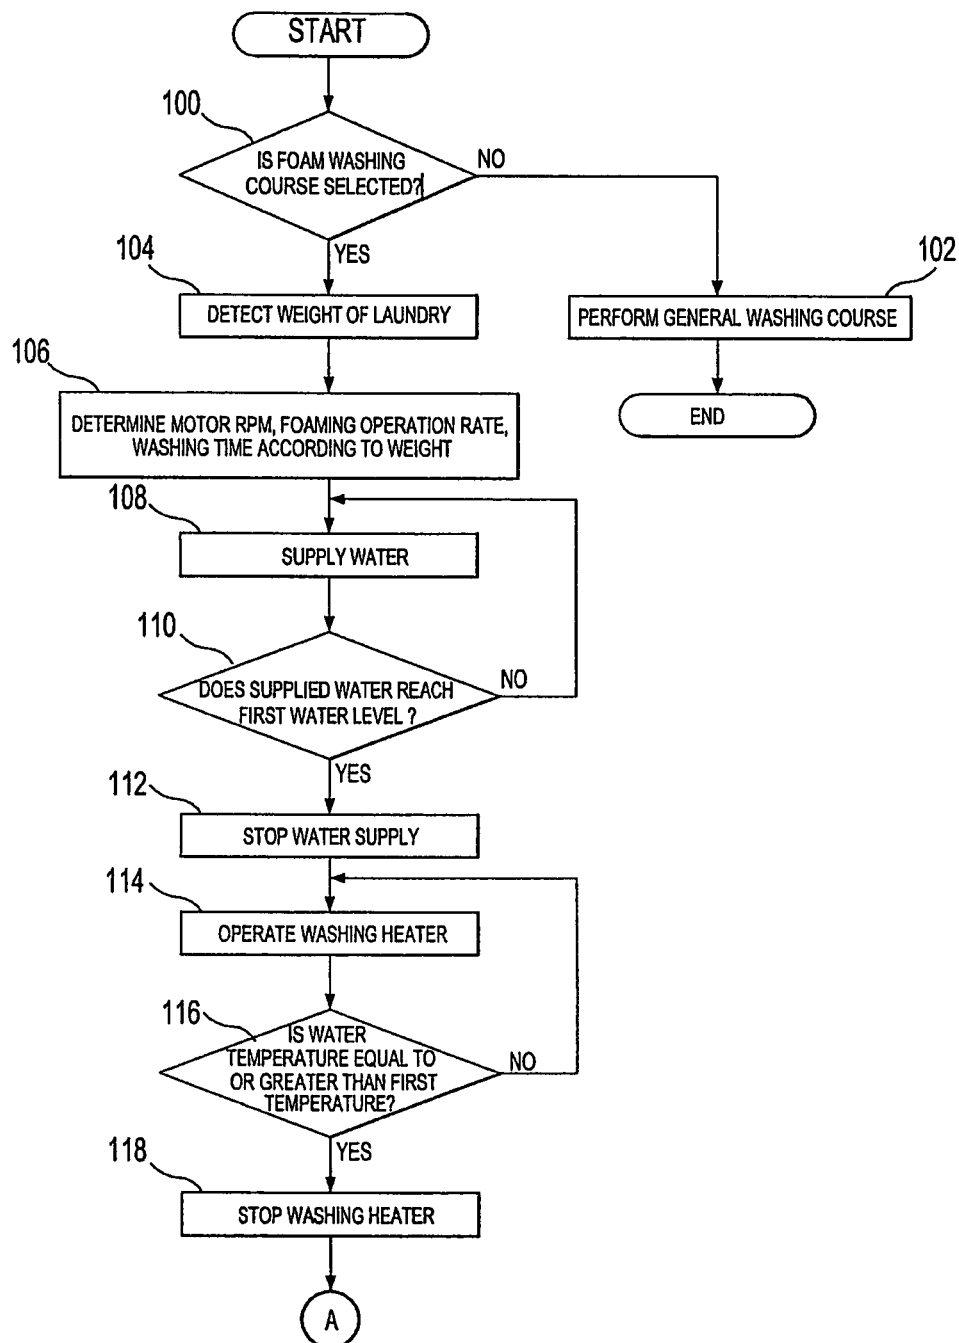 START
100
IS FOAM WASHING
COURSE SELECTED?
NO
YES
104
DETECT WEIGHT OF LAUNDRY
102
PERFORM GENERAL WASHING COURSE
END
106
DETERMINE MOTOR RPM, FOAMING OPERATION RATE,
WASHING TIME ACCORDING TO WEIGHT
108
SUPPLY WATER
110
DOES SUPPLIED WATER REACH
FIRST WATER LEVEL ?
NO
YES
112
STOP WATER SUPPLY
114
OPERATE WASHING HEATER
116
IS WATER
TEMPERATURE EQUAL TO
OR GREATER THAN FIRST
TEMPERATURE?
NO
YES
118
STOP WASHING HEATER
A